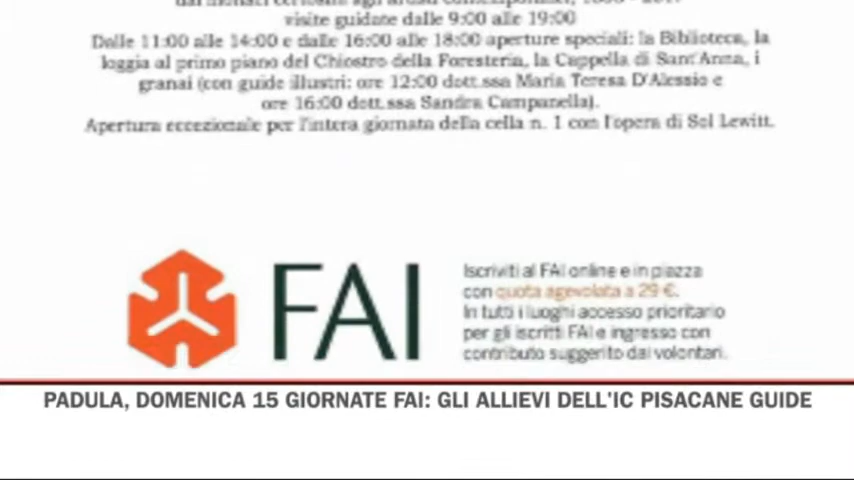 visite guidate dalle 9:00 alle 19:00
Dalle 11:00 alle 14:00 e dalle 16:00 alle 18:00 aperture speciali: la Biblioteca, la
loggia al primo piano del Chiostro della Foresteria, la Cappella di Sant'Anna, i
granai (con guide illustri: ore 12:00 dott.ssa Maria Teresa D'Alessio e
ore 16:00 dott.ssa Sandra Campanella).
Apertura eccezionale per l'intera giornata della cella n. 1 con l'opera di Sol Lewitt.
FAI
Iscriviti al FAI online e in piazza
con quota agevolata a 29 €.
In tutti i luoghi accesso prioritario
per gli iscritti FAI e ingresso con
contributo suggerito dai volontari.
PADULA, DOMENICA 15 GIORNATE FAI: GLI ALLIEVI DELL'IC PISACANE GUIDE